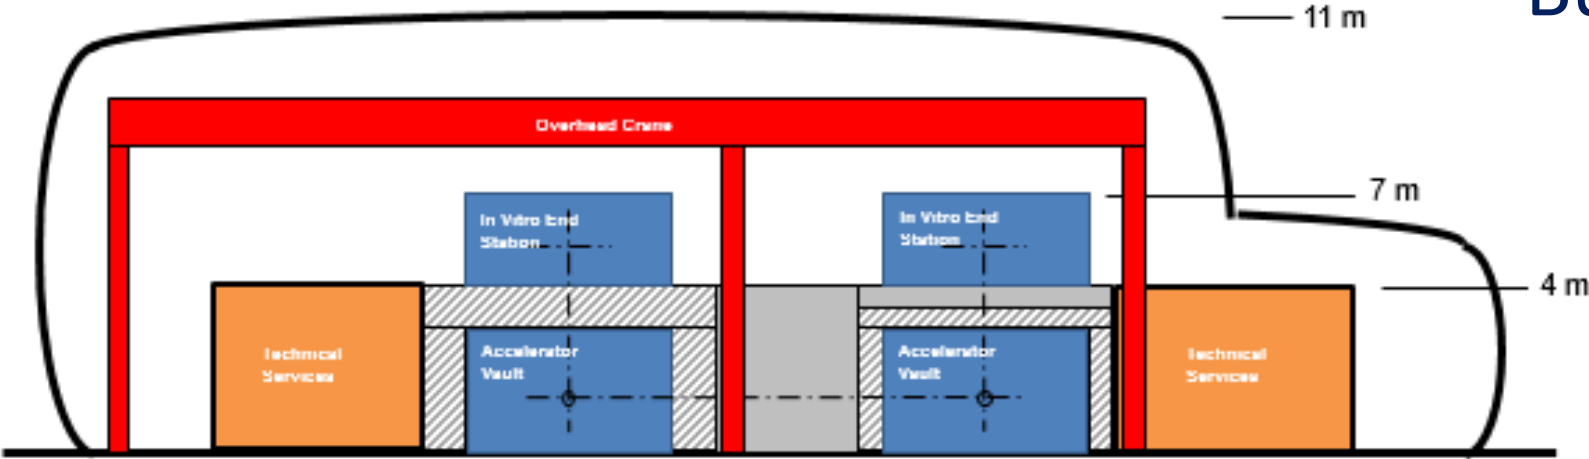 11 m
Overhead Crane
7 m
In Vitro End
Station
In Vitro End
Station
4 m
Technical
Services
Accelerator
Vault
Accelerator
Vault
Technical
Services